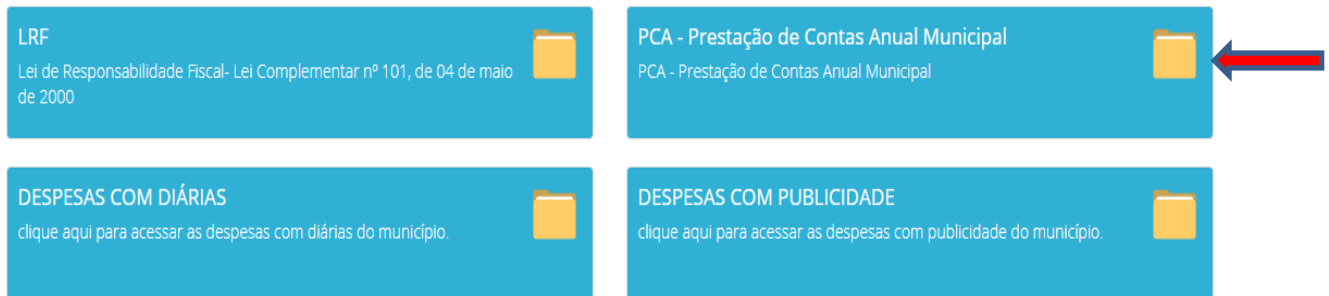 LRF
Lei de Responsabilidade Fiscal- Lei Complementar nº 101, de 04 de maio
de 2000
PCA - Prestação de Contas Anual Municipal
PCA - Prestação de Contas Anual Municipal
DESPESAS COM DIÁRIAS
clique aqui para acessar as despesas com diárias do município.
DESPESAS COM PUBLICIDADE
clique aqui para acessar as despesas com publicidade do município.